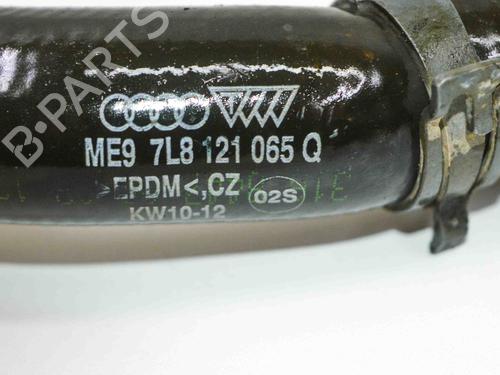 B-PARTS
ME9 7L8 121 065 Q
>EPDM<,CZ 02S
KW10-12